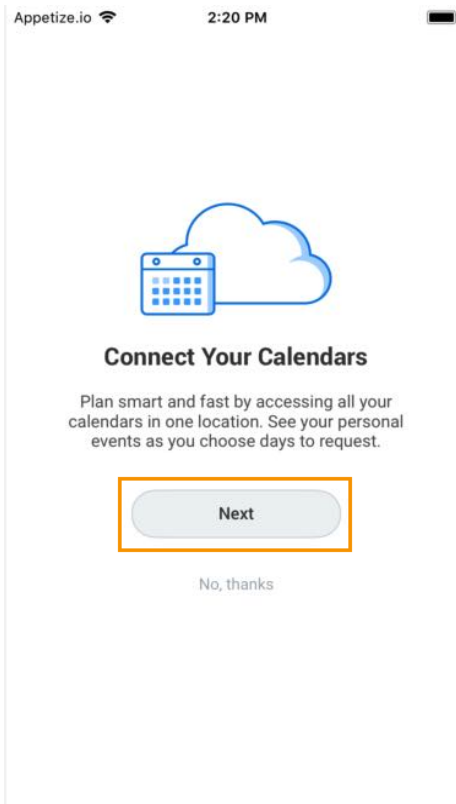 Appetize.io 2:20 PM
Connect Your Calendars
Plan smart and fast by accessing all your
calendars in one location. See your personal
events as you choose days to request.
Next
No, thanks